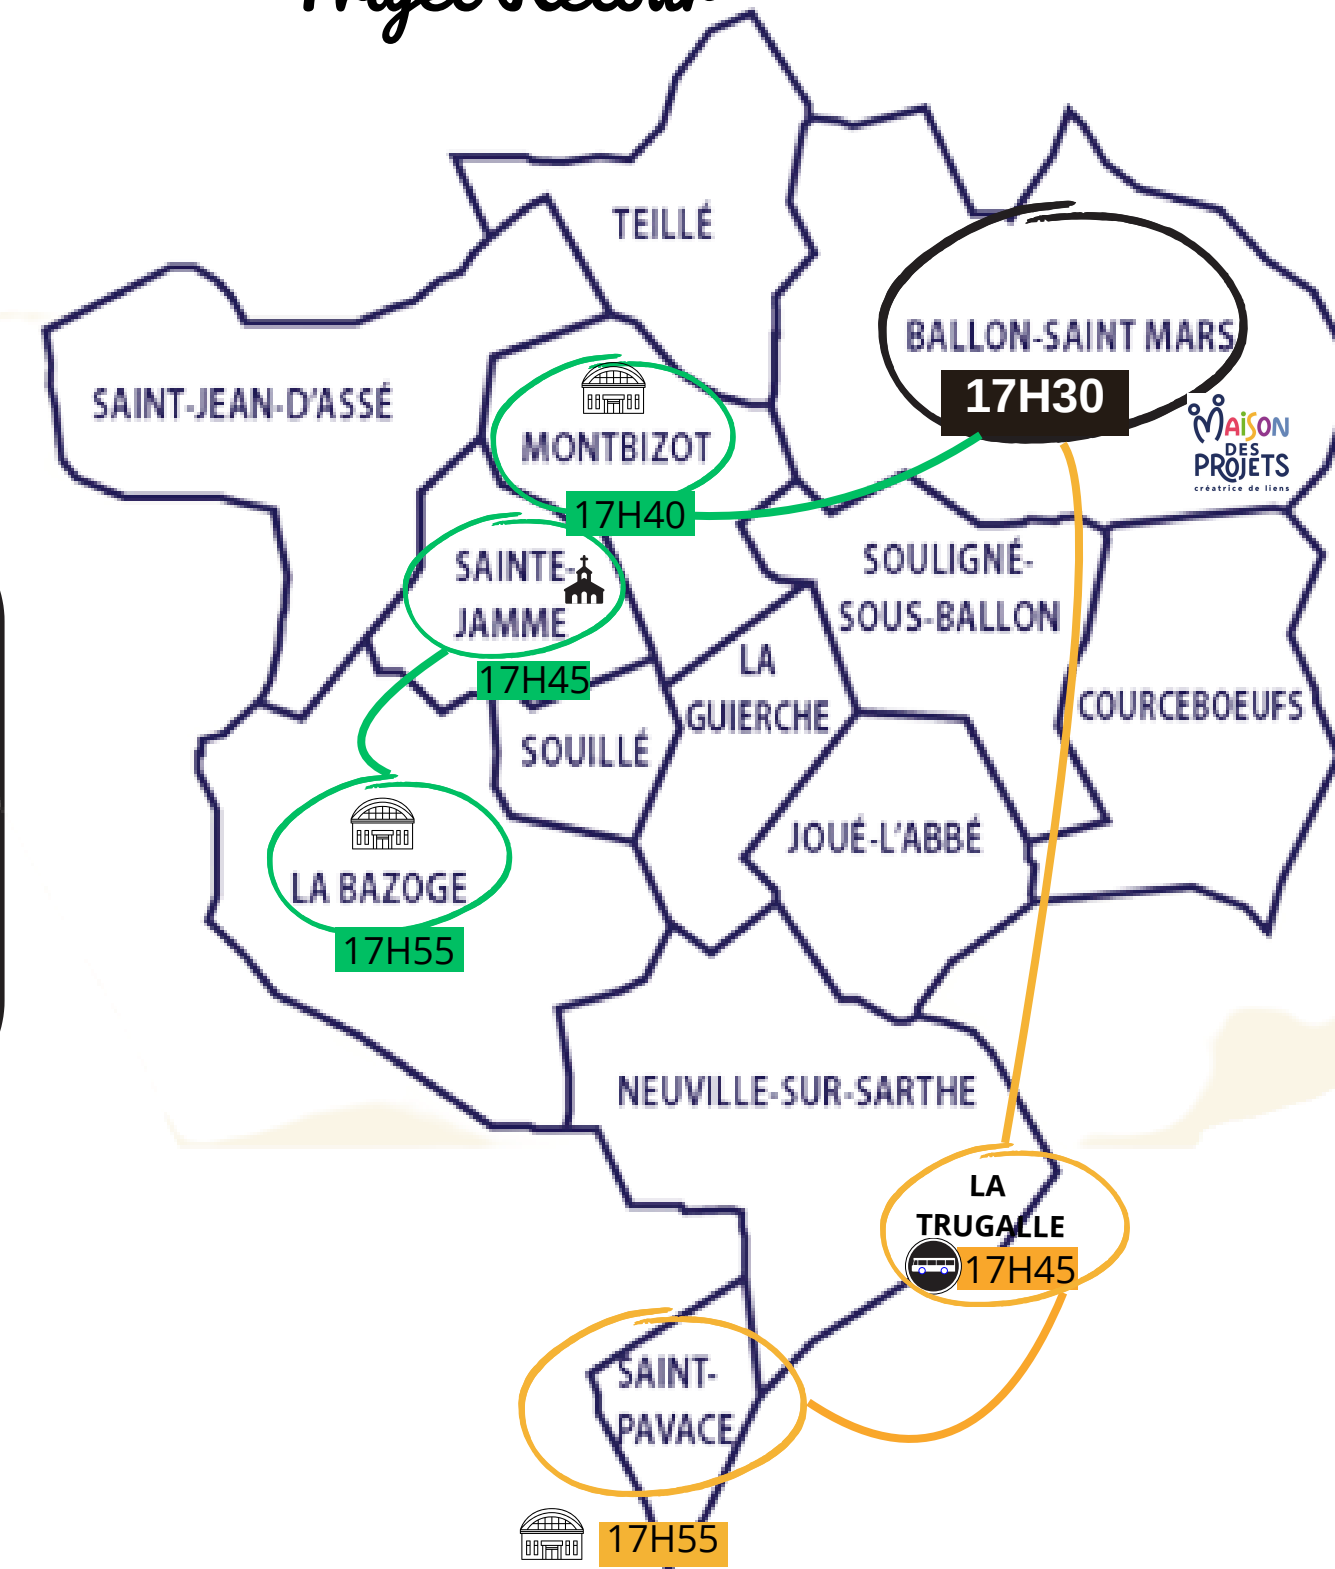 Trajet Retour
TEILLÉ
BALLON-SAINT MARS
17H30
MAISON
DES
PROJETS
créatrice de liens
SAINT-JEAN-D'ASSÉ
MONTBIZOT
17H40
SAINTE-
JAMME
17H45
SOULIGNÉ-
SOUS-BALLON
LA
GUIERCHE
COURCEBOEUFS
SOUILLÉ
JOUÉ-L'ABBÉ
LA BAZOGE
17H55
NEUVILLE-SUR-SARTHE
LA
TRUGALLE
17H45
SAINT-
PAVACE
17H55